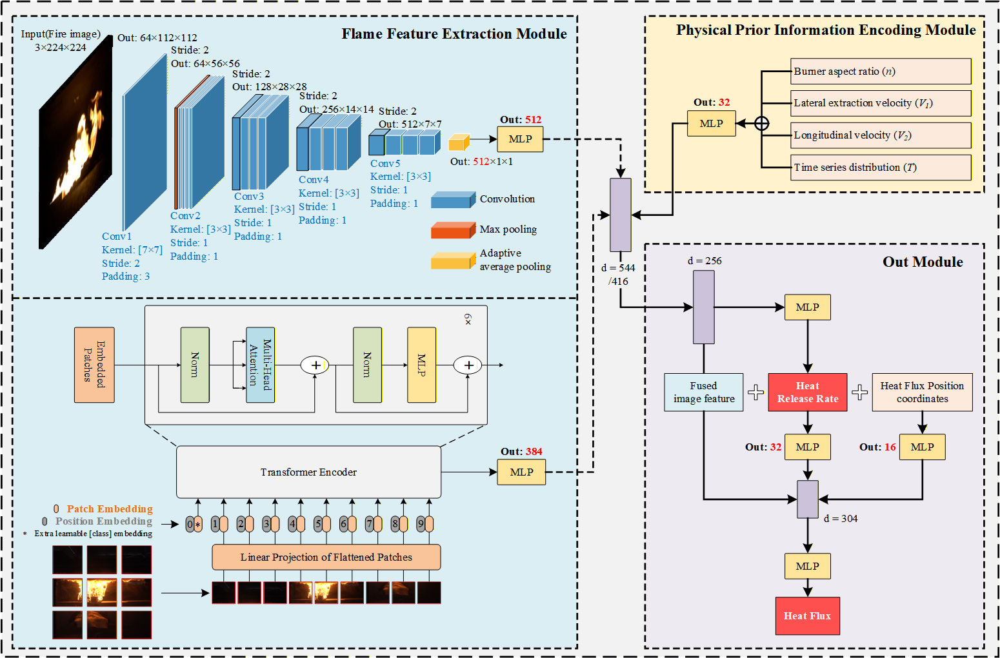 Flame Feature Extraction Module
Input(Fire image)
3×224×224
Out: 64×112×112
Stride: 2
Out: 64×56×56
Stride: 2
Out: 128×28×28
Stride: 2
Out: 256×14×14
Stride: 2
Out: 512×7×7
Out: 512
MLP
Out: 512×1×1
Conv1
Kernel: [7×7]
Stride: 2
Padding: 3
Conv2
Kernel: [3×3]
Stride: 1
Padding: 1
Conv3
Kernel: [3×3]
Stride: 1
Padding: 1
Conv4
Kernel: [3×3]
Stride: 1
Padding: 1
Conv5
Kernel: [3×3]
Stride: 1
Padding: 1
Convolution
Max pooling
Adaptive
average pooling
6×
Embedded
Patches
Norm
Multi-Head
Attention
+
Norm
MLP
+
Transformer Encoder
Out: 384
MLP
Patch Embedding
Position Embedding
* Extra learnable [class] embedding
0 * 1 2 3 4 5 6 7 8 9
Linear Projection of Flattened Patches
Physical Prior Information Encoding Module
Out: 32
MLP
Burner aspect ratio (n)
Lateral extraction velocity (V1)
Longitudinal velocity (V2)
Time series distribution (T)
d = 544
/416
Out Module
d = 256
MLP
Fused
image feature
Heat
Release Rate
Heat Flux Position
coordinates
Out: 32
MLP
Out: 16
MLP
d = 304
MLP
Heat Flux